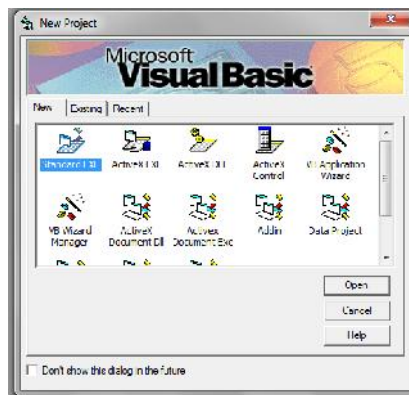 New Project
Microsoft
Visual Basic
New Existing Recent
Standard EXE ActiveX EXE ActiveX DLL ActiveX Control VB Application Wizard
VB Wizard Manager ActiveX Document Dll Activex Document Exe Addin Data Project
Open
Cancel
Help
Don't show this dialog in the future